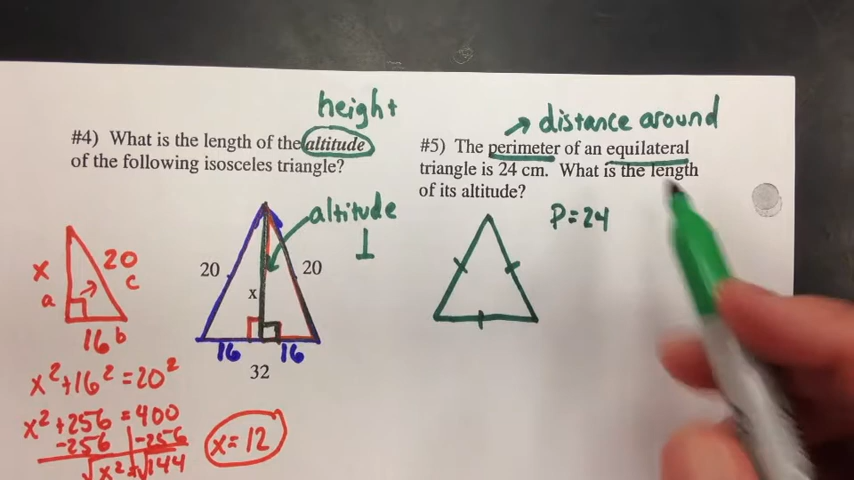 height
#4) What is the length of the altitude
of the following isosceles triangle?
altitude
⊥
20
20
x
16
16
32
x
20
a
c
16
b
x²+16²=20²
x²+256=400
-256 -256
√x²=√144
x=12
→ distance around
#5) The perimeter of an equilateral
triangle is 24 cm. What is the length
of its altitude?
P=24